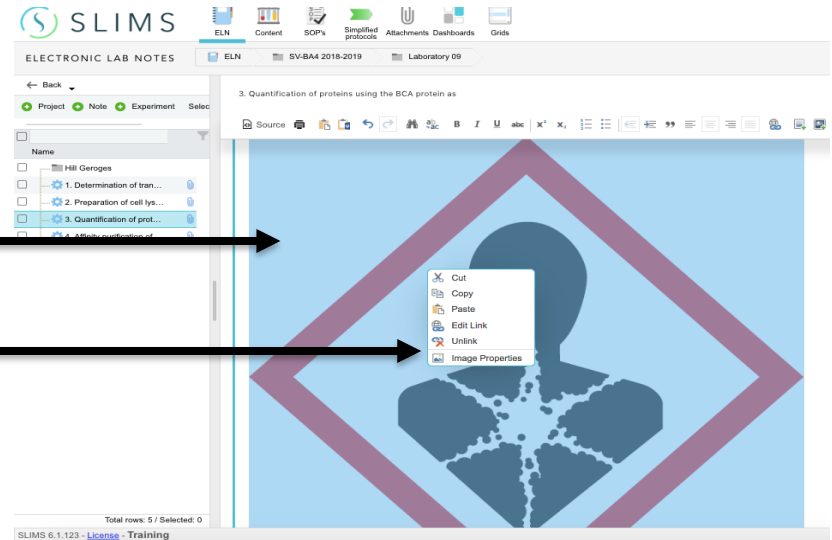 SLIMS
ELN
Content
SOP's
Simplified protocols
Attachments
Dashboards
Grids
ELECTRONIC LAB NOTES
ELN
SV-BA4 2018-2019
Laboratory 09
Back
Project
Note
Experiment
Selec
3. Quantification of proteins using the BCA protein as
Source
B I U abc x² x₂
Name
Hill Geroges
1. Determination of tran...
2. Preparation of cell lys...
3. Quantification of prot...
4. Affinity purification of
Cut
Copy
Paste
Edit Link
Unlink
Image Properties
Total rows: 5 / Selected: 0
SLIMS 6.1.123 - License - Training